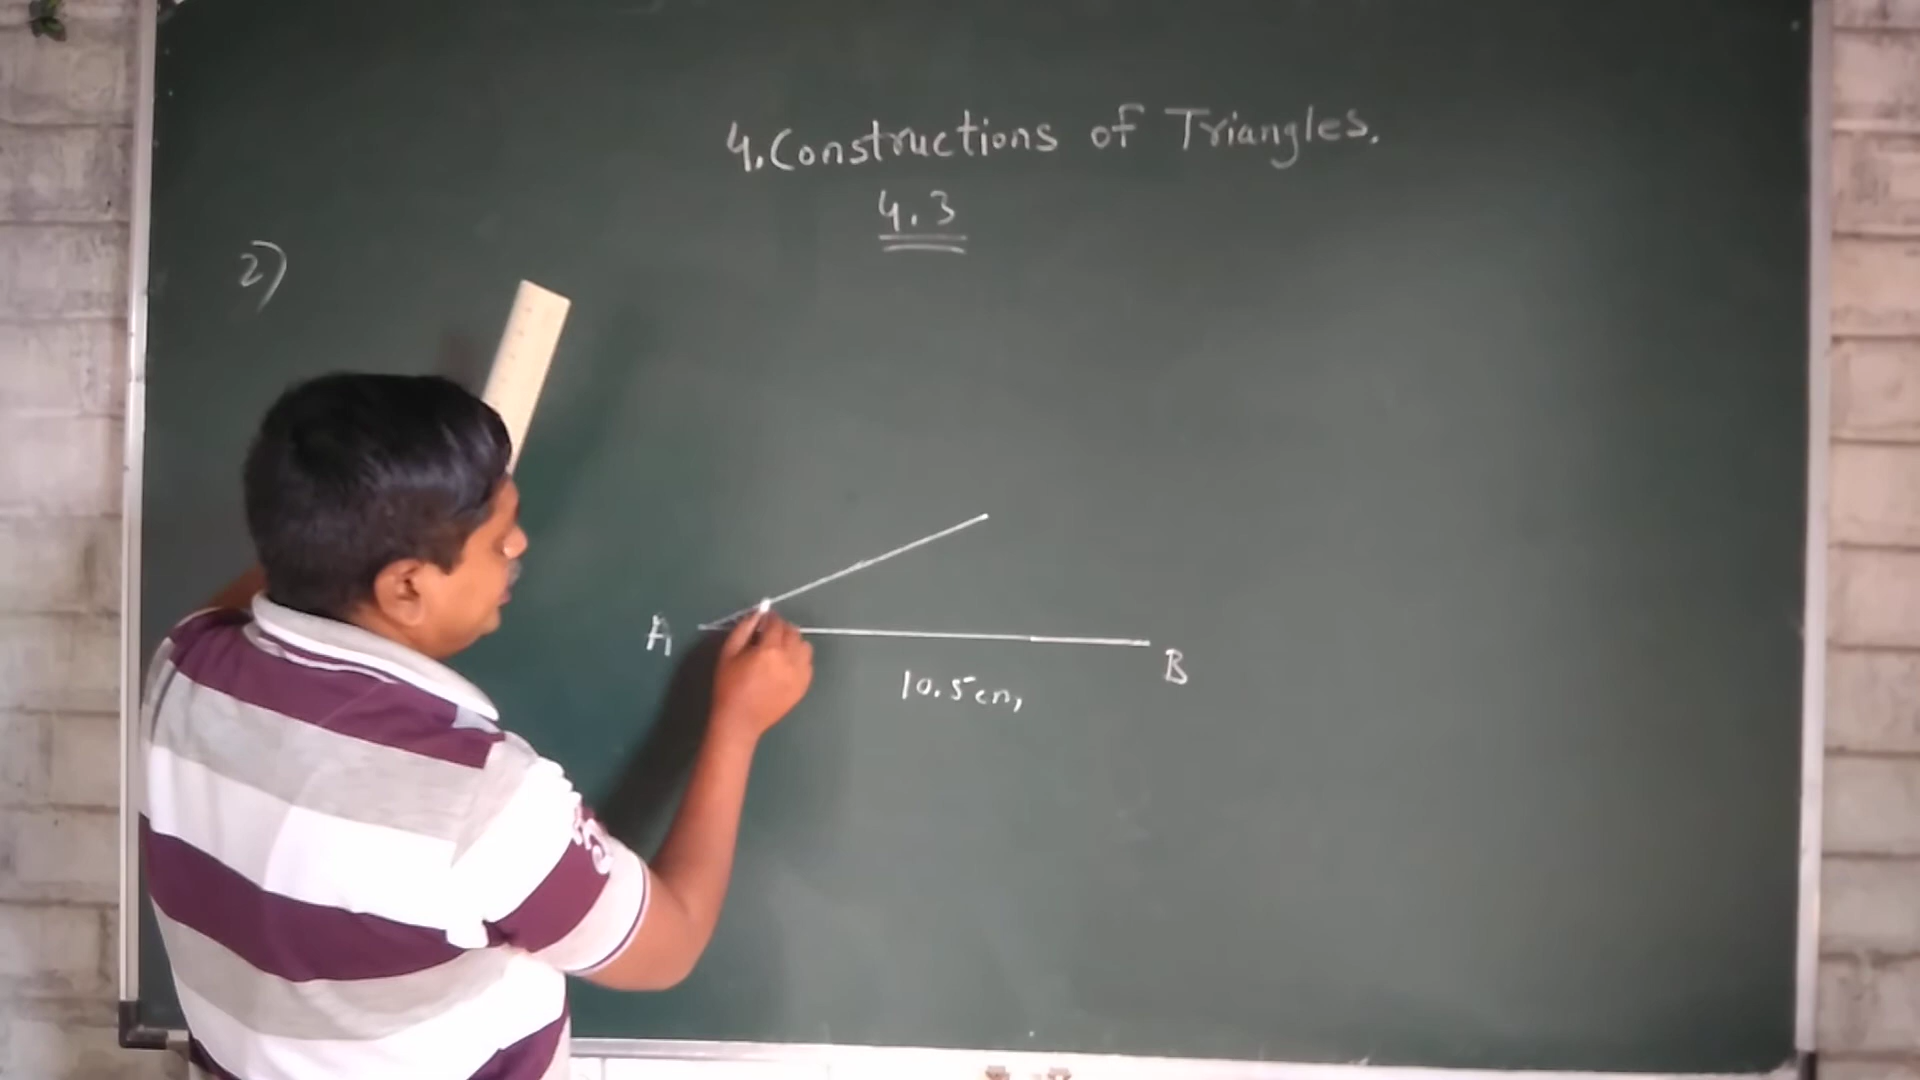 4. Constructions of Triangles.
4.3
2)
A
B
10.5cm,